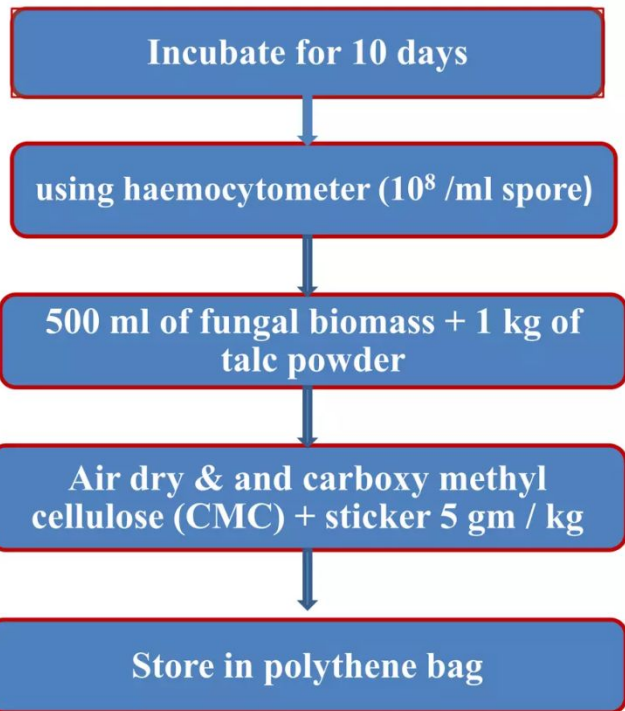 Incubate for 10 days
using haemocytometer (10⁸ /ml spore)
500 ml of fungal biomass + 1 kg of
talc powder
Air dry & and carboxy methyl
cellulose (CMC) + sticker 5 gm / kg
Store in polythene bag